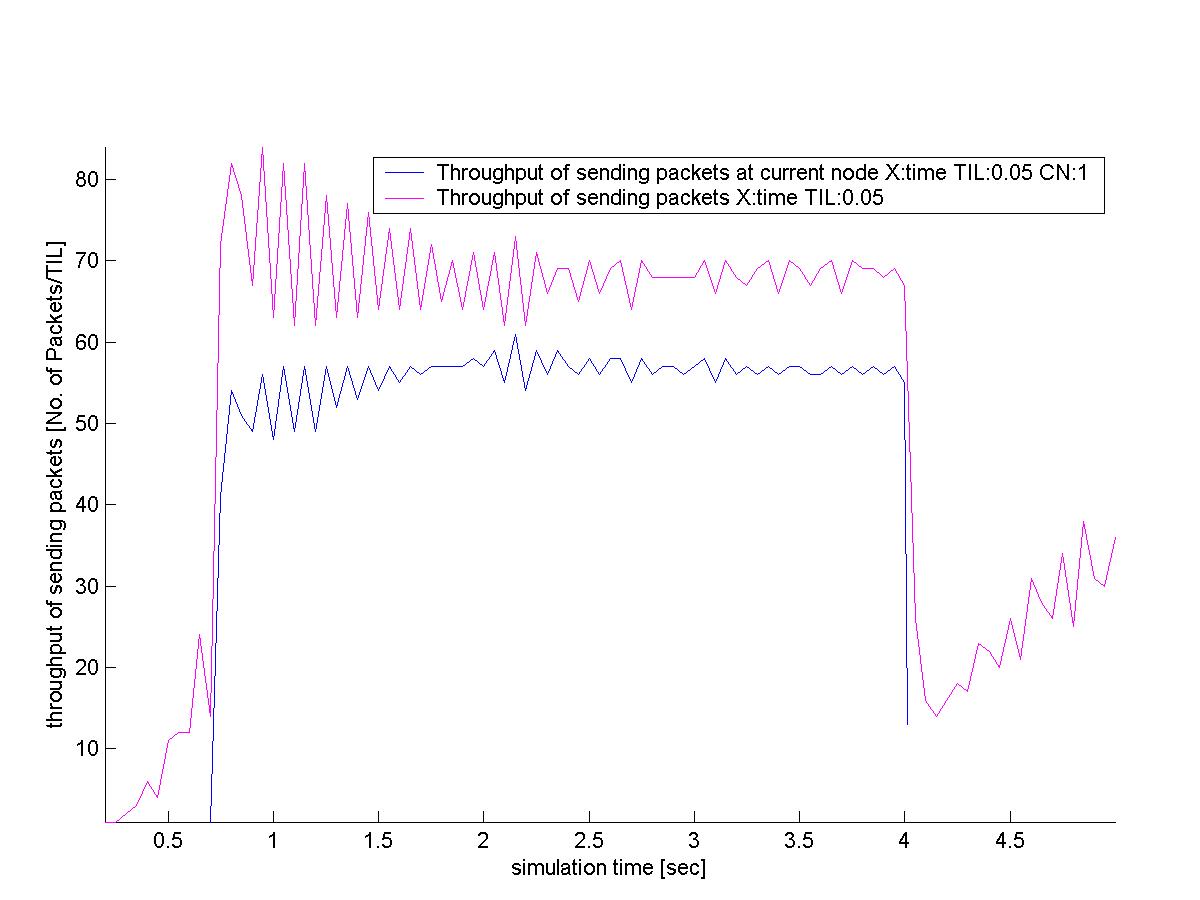 Throughput of sending packets at current node X:time TIL:0.05 CN:1
Throughput of sending packets X:time TIL:0.05
throughput of sending packets [No. of Packets/TIL]
80
70
60
50
40
30
20
10
0.5 1 1.5 2 2.5 3 3.5 4 4.5
simulation time [sec]